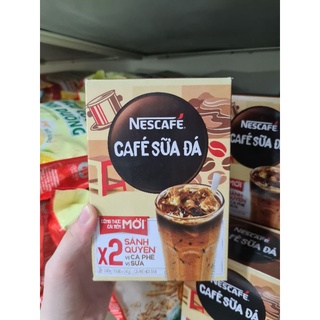 NESCAFÉ
CAFÉ SỮA ĐÁ
CÔNG THỨC
CẢI TIẾN
MỚI
X2
SÁNH
QUYỆN
VỊ CÀ PHÊ
VỊ SỮA
NESCAFÉ
CAFÉ SỮA ĐÁ